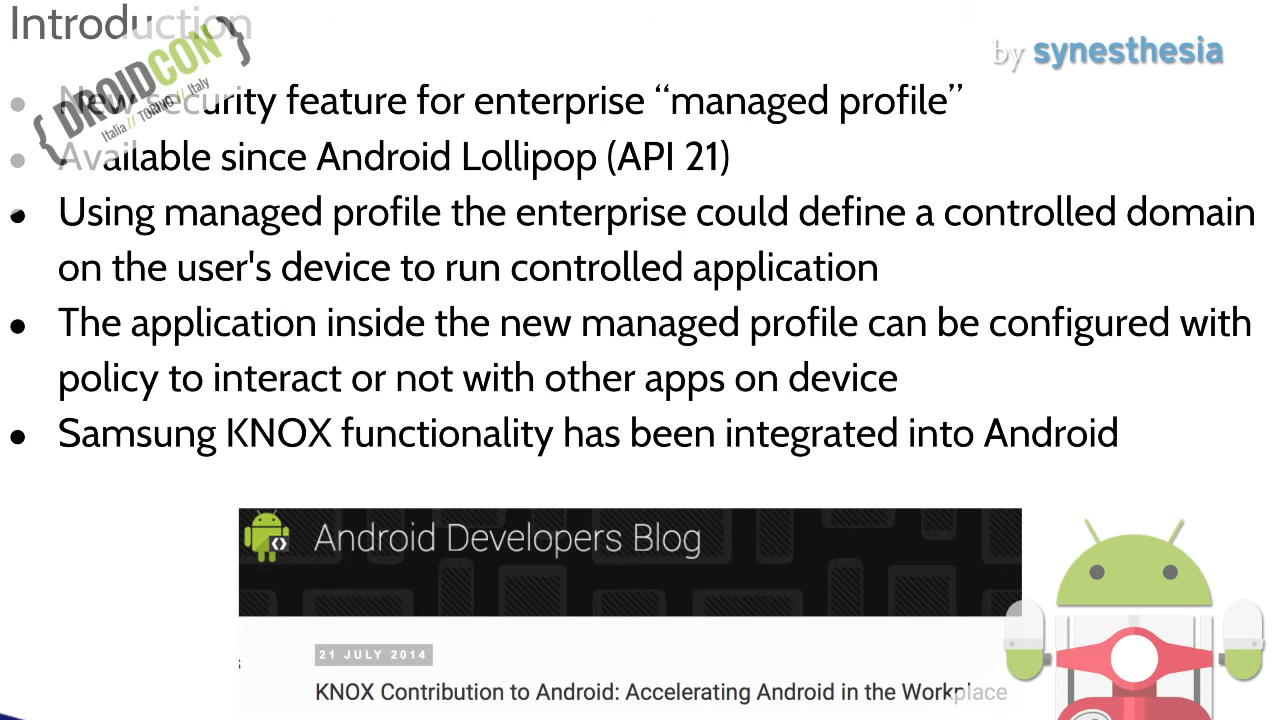 Introduction
{ DROIDCON }
Italia // TORINO // Italy
by synesthesia
• New security feature for enterprise “managed profile”
• Available since Android Lollipop (API 21)
• Using managed profile the enterprise could define a controlled domain
on the user's device to run controlled application
• The application inside the new managed profile can be configured with
policy to interact or not with other apps on device
• Samsung KNOX functionality has been integrated into Android
Android Developers Blog
21 JULY 2014
s
KNOX Contribution to Android: Accelerating Android in the Workplace